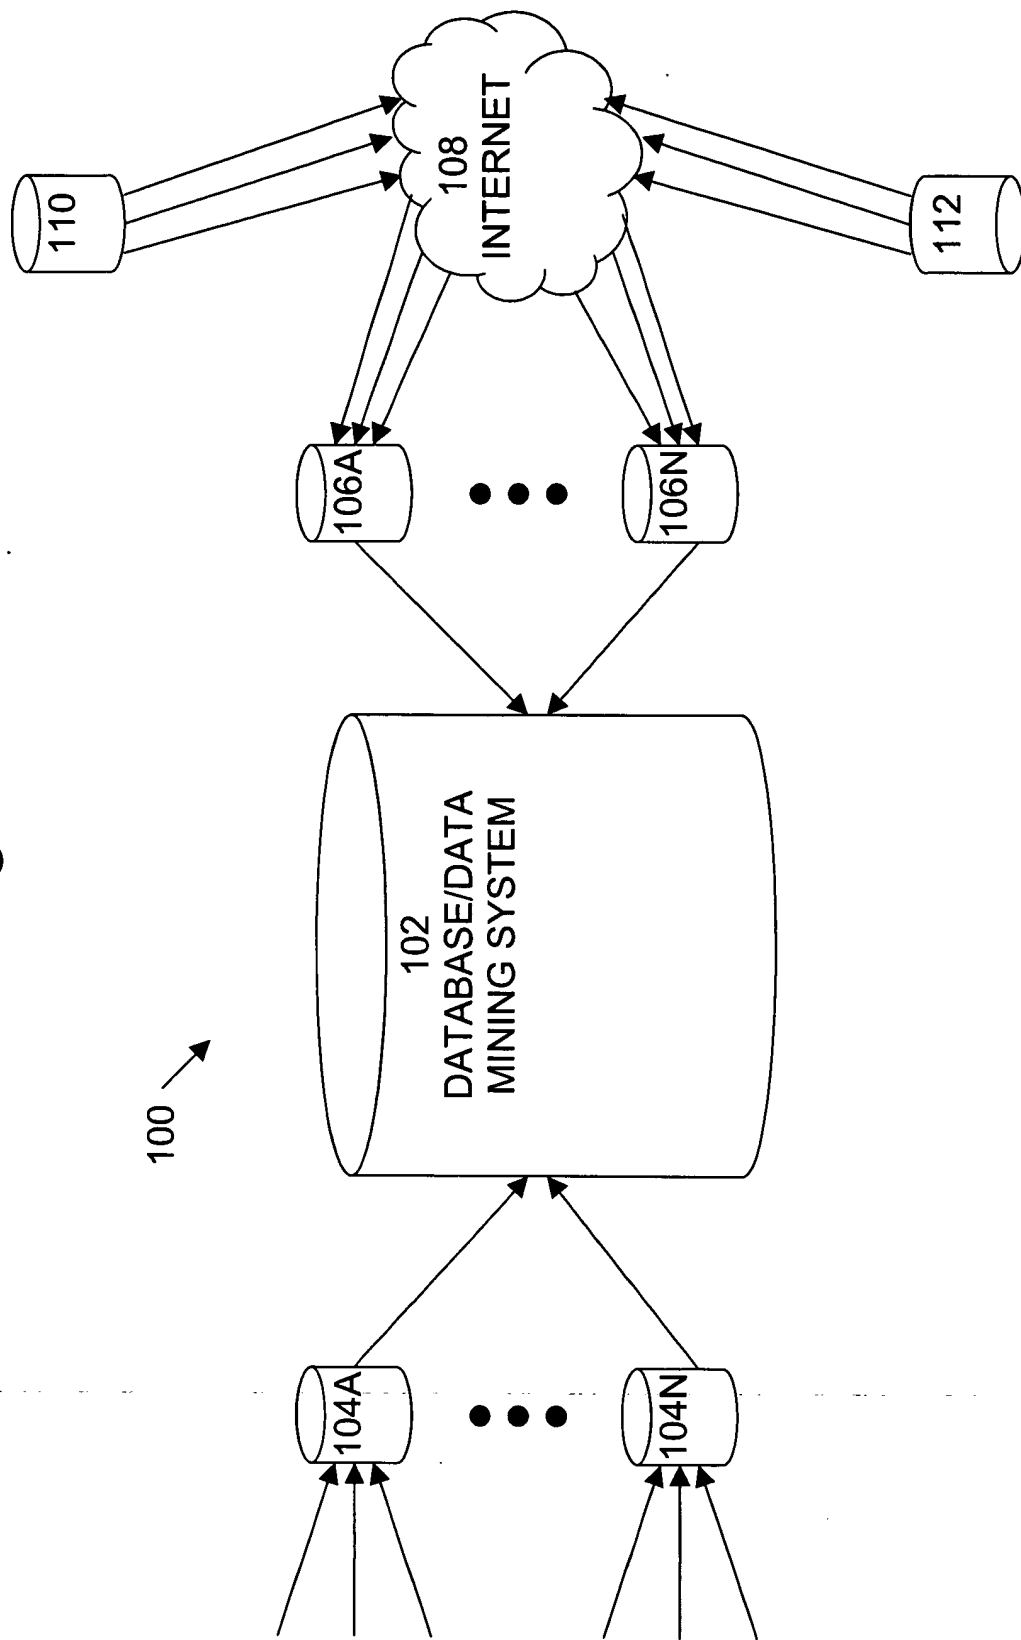 110
100
104A
106A
102
DATABASE/DATA
MINING SYSTEM
108
INTERNET
104N
106N
112